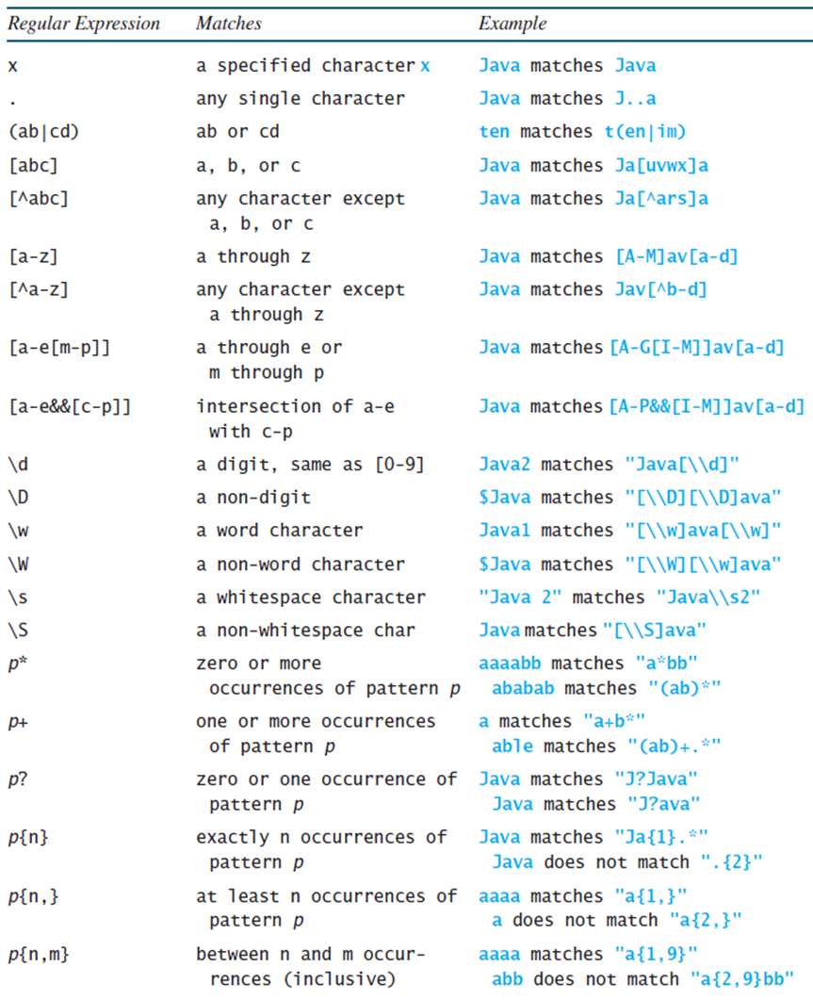 Regular Expression Matches Example
x a specified character x Java matches Java
. any single character Java matches J..a
(ab|cd) ab or cd ten matches t(en|im)
[abc] a, b, or c Java matches Ja[uvwx]a
[^abc] any character except Java matches Ja[^ars]a
a, b, or c
[a-z] a through z Java matches [A-M]av[a-d]
[^a-z] any character except Java matches Jav[^b-d]
a through z
[a-e[m-p]] a through e or Java matches [A-G[I-M]]av[a-d]
m through p
[a-e&&[c-p]] intersection of a-e Java matches [A-P&&[I-M]]av[a-d]
with c-p
\d a digit, same as [0-9] Java2 matches "Java[\\d]"
\D a non-digit $Java matches "[\\D][\\D]ava"
\w a word character Java1 matches "[\\w]ava[\\w]"
\W a non-word character $Java matches "[\\W][\\w]ava"
\s a whitespace character "Java 2" matches "Java\\s2"
\S a non-whitespace char Java matches "[\\S]ava"
p* zero or more aaaabb matches "a*bb"
occurrences of pattern p ababab matches "(ab)*"
p+ one or more occurrences a matches "a+b*"
of pattern p able matches "(ab)+.*"
p? zero or one occurrence of Java matches "J?Java"
pattern p Java matches "J?ava"
p{n} exactly n occurrences of Java matches "Ja{1}.*"
pattern p Java does not match ".{2}"
p{n,} at least n occurrences of aaaa matches "a{1,}"
pattern p a does not match "a{2,}"
p{n,m} between n and m occur- aaaa matches "a{1,9}"
rences (inclusive) abb does not match "a{2,9}bb"